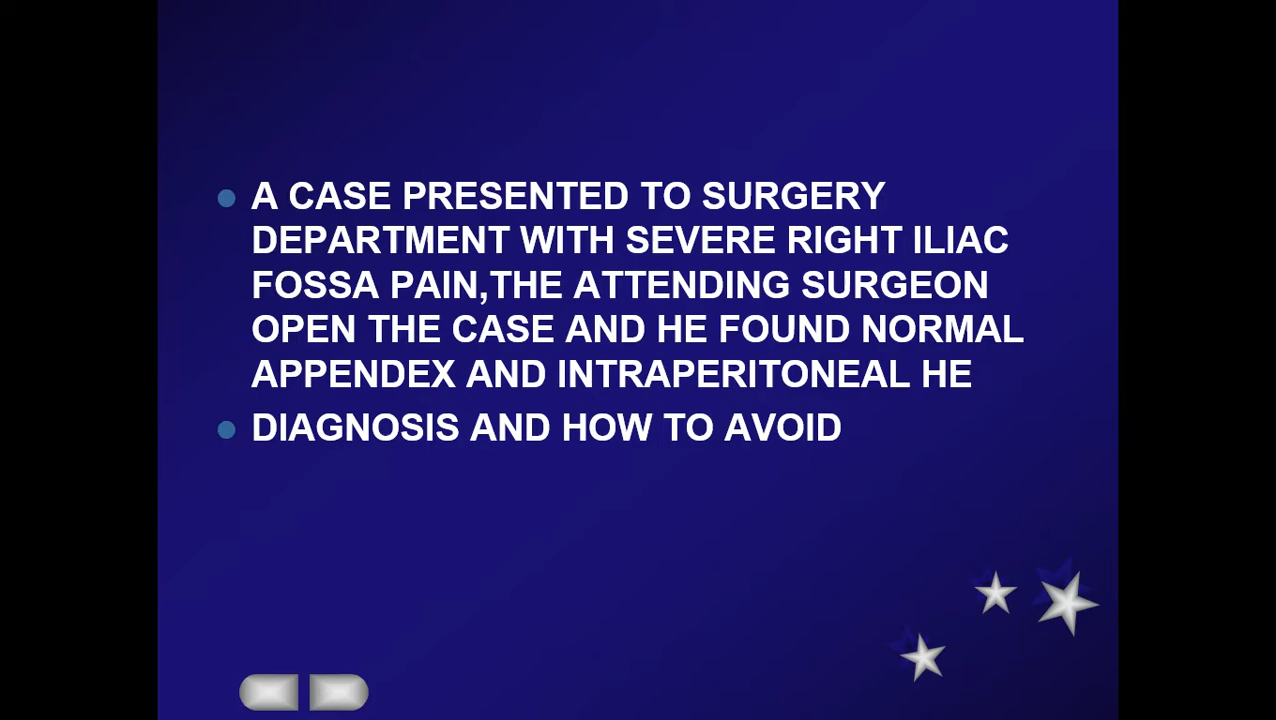 A CASE PRESENTED TO SURGERY
DEPARTMENT WITH SEVERE RIGHT ILIAC
FOSSA PAIN,THE ATTENDING SURGEON
OPEN THE CASE AND HE FOUND NORMAL
APPENDEX AND INTRAPERITONEAL HE
DIAGNOSIS AND HOW TO AVOID